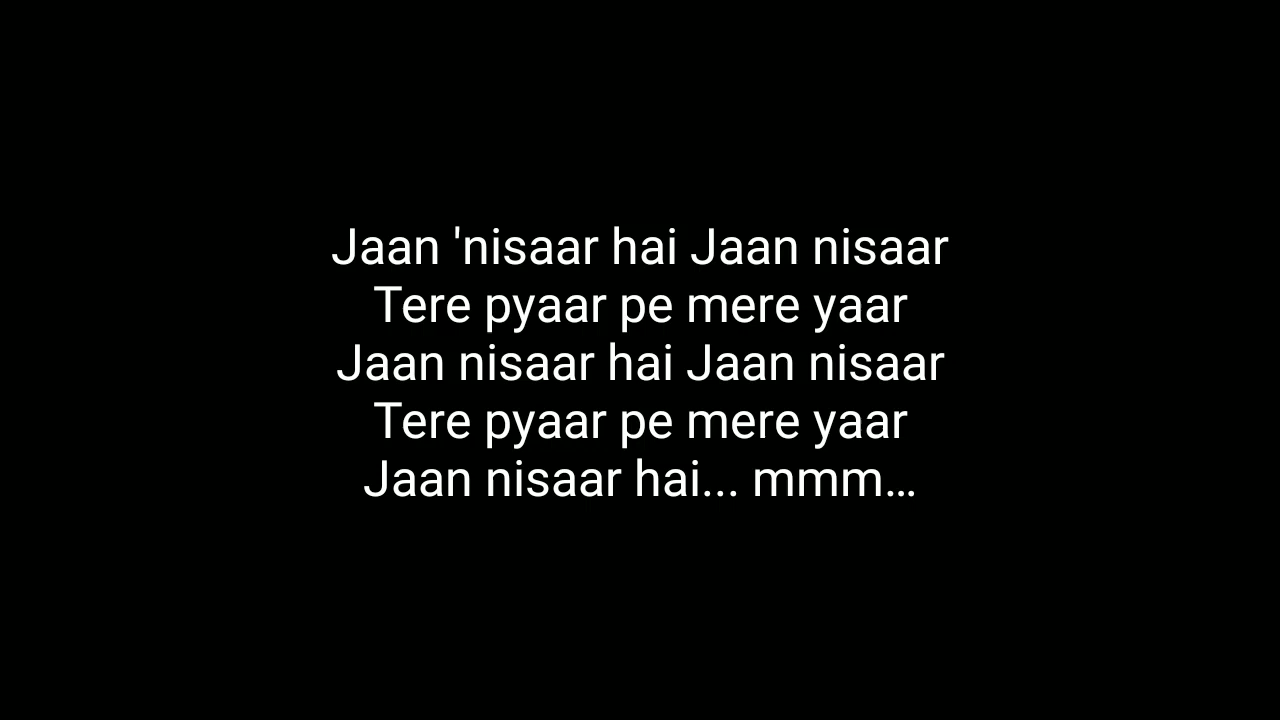 Jaan 'nisaar hai Jaan nisaar
Tere pyaar pe mere yaar
Jaan nisaar hai Jaan nisaar
Tere pyaar pe mere yaar
Jaan nisaar hai... mmm…